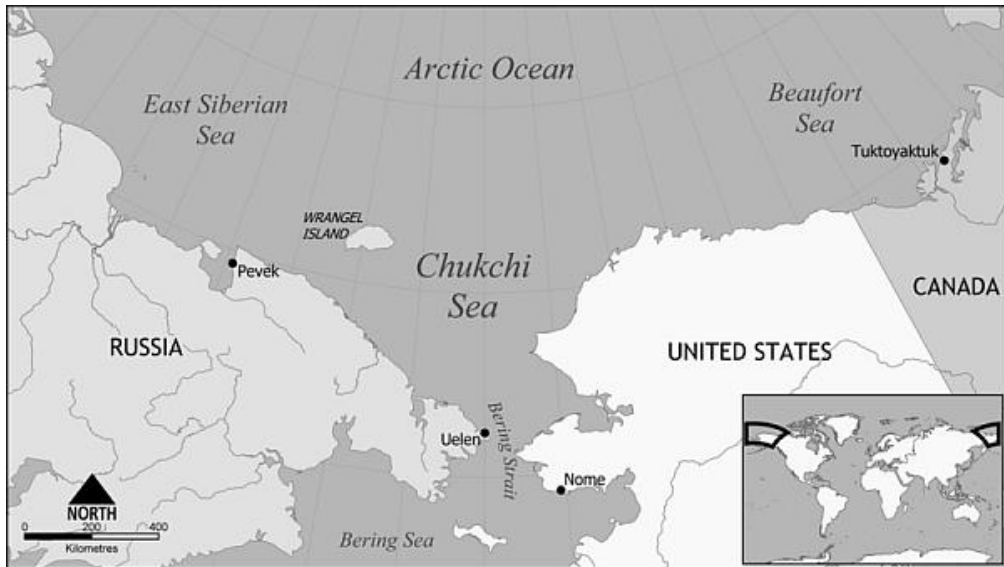 Arctic Ocean
East Siberian
Sea
Beaufort
Sea
Tuktoyaktuk
WRANGEL
ISLAND
Pevek
Chukchi
Sea
CANADA
RUSSIA
UNITED STATES
Uelen
Bering Strait
Nome
NORTH
0 200 400
Kilometres
Bering Sea